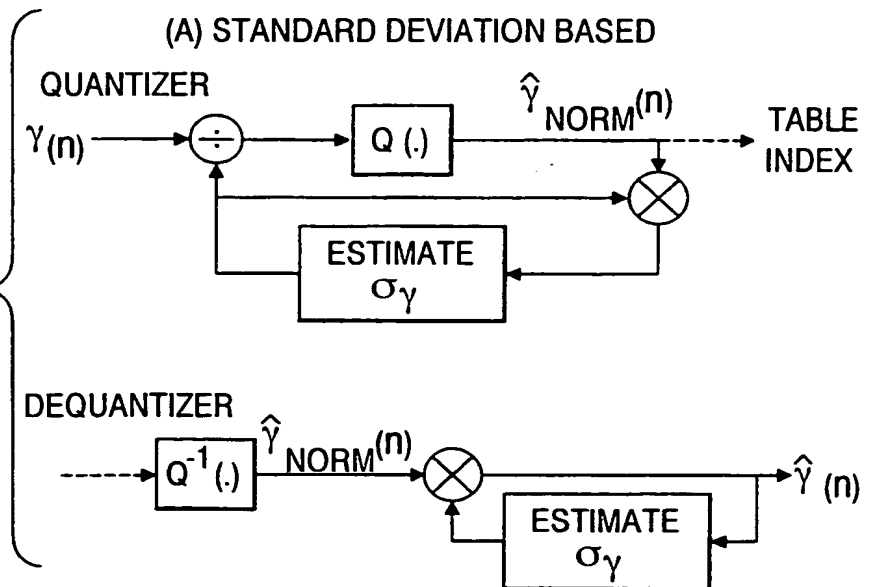 (A) STANDARD DEVIATION BASED
QUANTIZER
γ(n)
÷
Q (.)
γ̂ NORM(n)
TABLE
INDEX
ESTIMATE
σγ
DEQUANTIZER
Q⁻¹(.)
γ̂ NORM(n)
γ̂ (n)
ESTIMATE
σγ